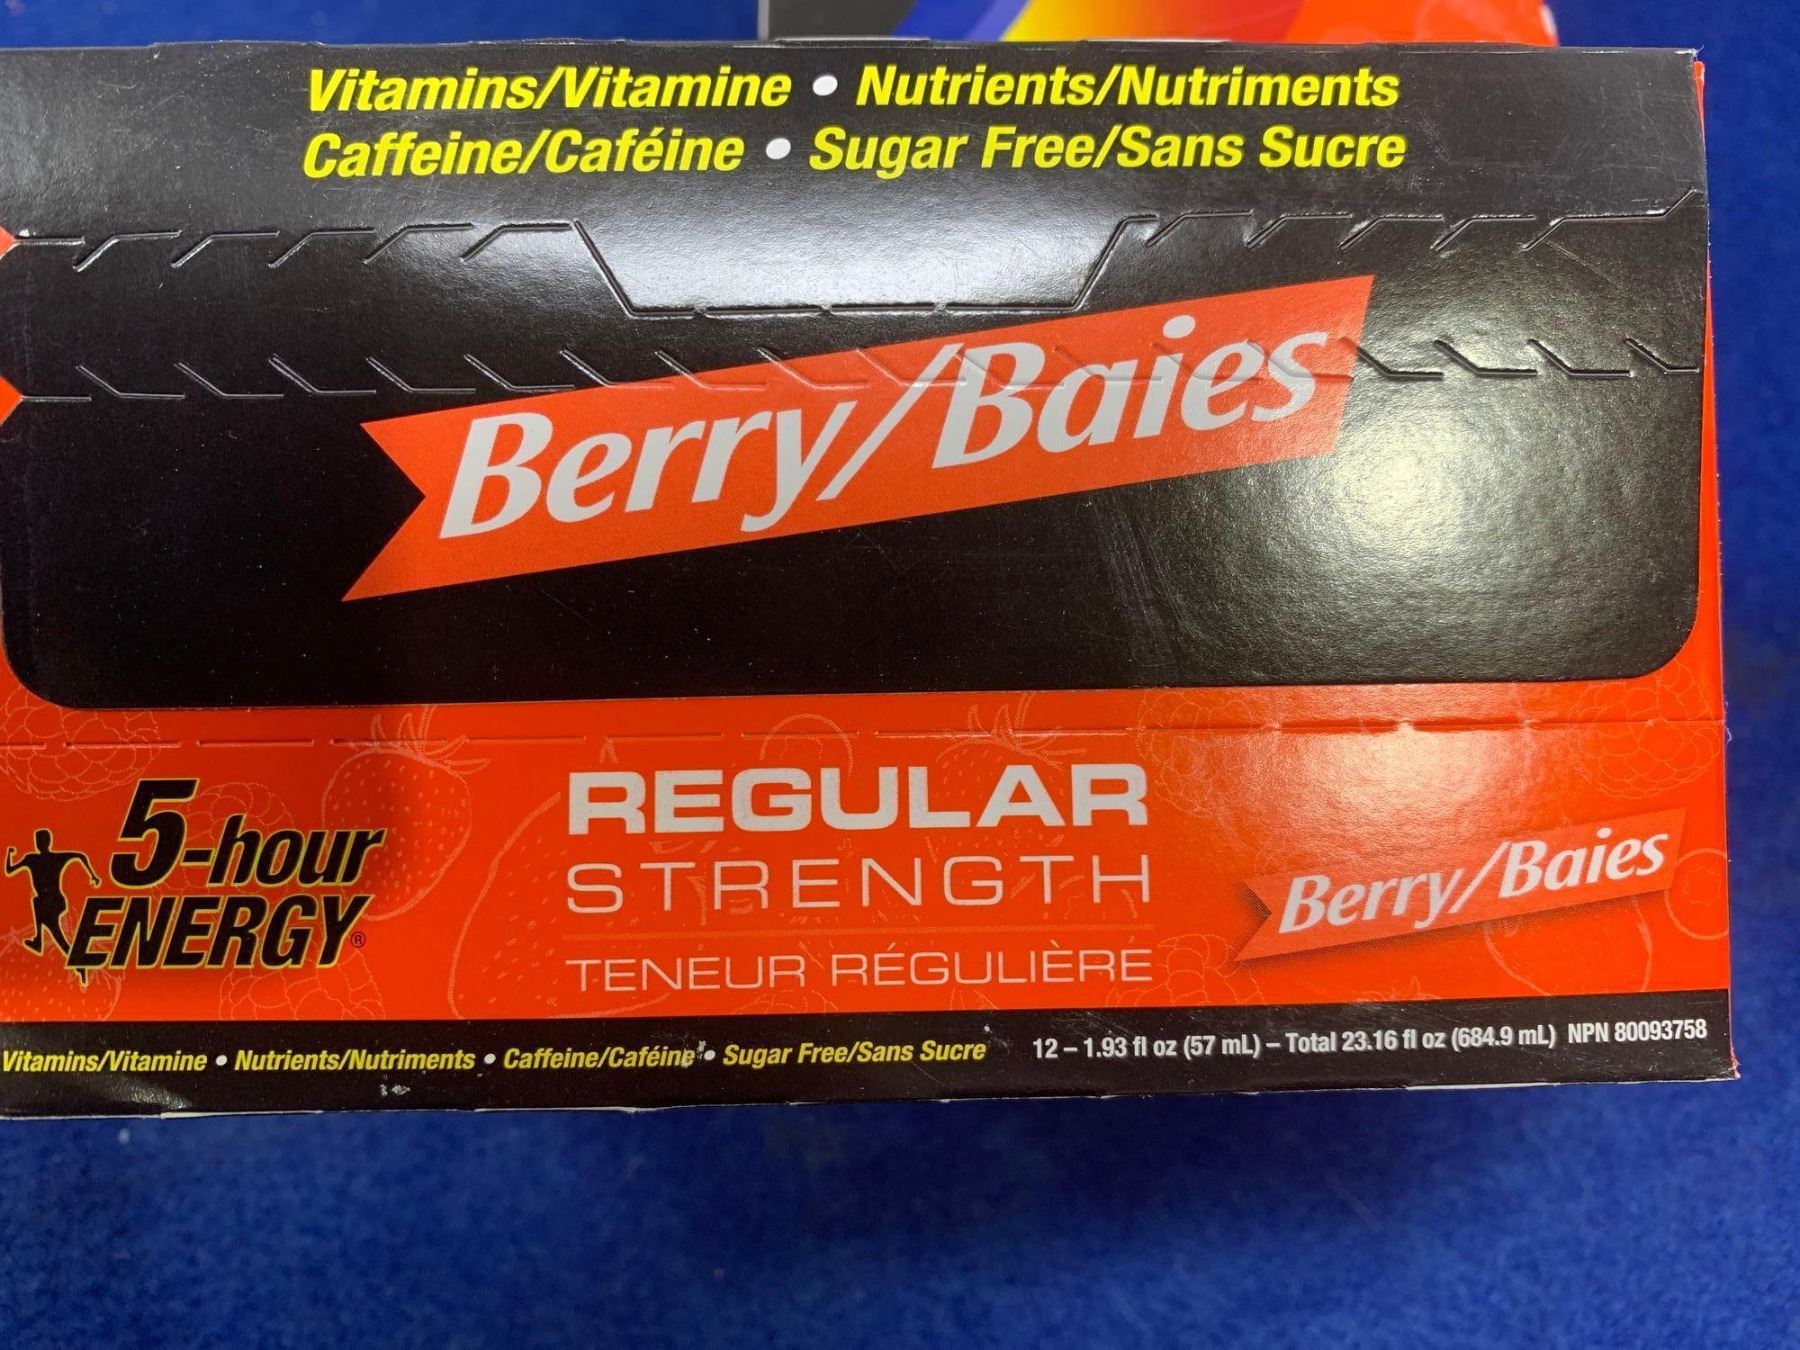 Vitamins/Vitamine • Nutrients/Nutriments
Caffeine/Caféine • Sugar Free/Sans Sucre
Berry/Baies
5-hour
ENERGY®
REGULAR
STRENGTH
TENEUR RÉGULIÈRE
Berry/Baies
Vitamins/Vitamine • Nutrients/Nutriments • Caffeine/Caféine • Sugar Free/Sans Sucre
12 – 1.93 fl oz (57 mL) – Total 23.16 fl oz (684.9 mL) NPN 80093758